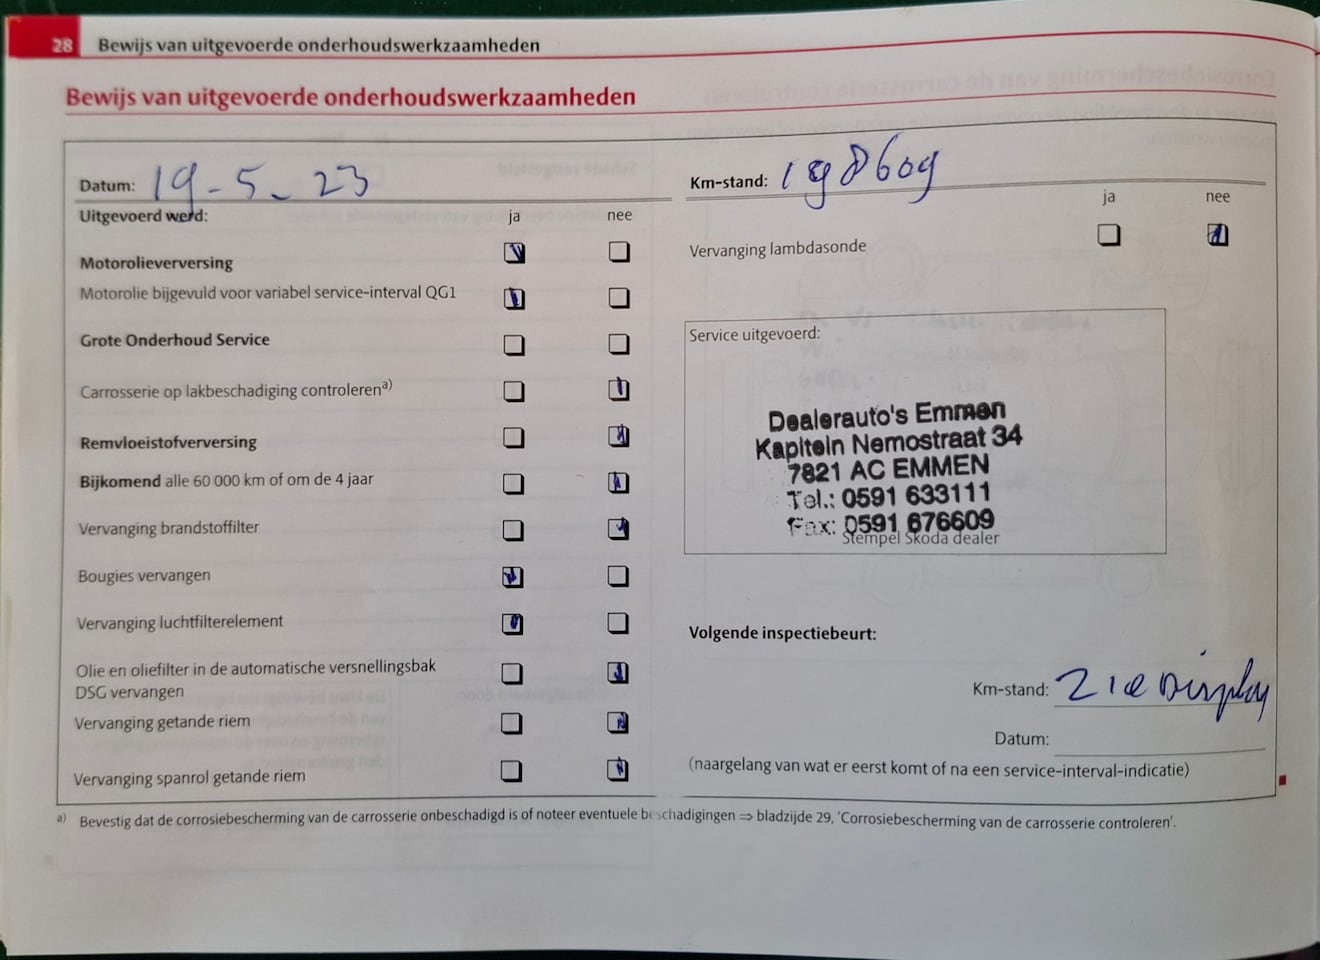 28 Bewijs van uitgevoerde onderhoudswerkzaamheden
Bewijs van uitgevoerde onderhoudswerkzaamheden
Datum: 19-5-23
Uitgevoerd werd: ja nee
Motorolieverversing
Motorolie bijgevuld voor variabel service-interval QG1
Grote Onderhoud Service
Carrosserie op lakbeschadiging controleren a)
Remvloeistofverversing
Bijkomend alle 60 000 km of om de 4 jaar
Vervanging brandstoffilter
Bougies vervangen
Vervanging luchtfilterelement
Olie en oliefilter in de automatische versnellingsbak
DSG vervangen
Vervanging getande riem
Vervanging spanrol getande riem
Km-stand: 198609
ja nee
Vervanging lambdasonde
Service uitgevoerd:
Dealerauto's Emmen
Kapitein Nemostraat 34
7821 AC EMMEN
Tel.: 0591 633111
Fax: 0591 676609
Stempel Skoda dealer
Volgende inspectiebeurt:
Km-stand: Zie Display
Datum:
(naargelang van wat er eerst komt of na een service-interval-indicatie)
a) Bevestig dat de corrosiebescherming van de carrosserie onbeschadigd is of noteer eventuele beschadigingen ⇒ bladzijde 29, 'Corrosiebescherming van de carrosserie controleren'.